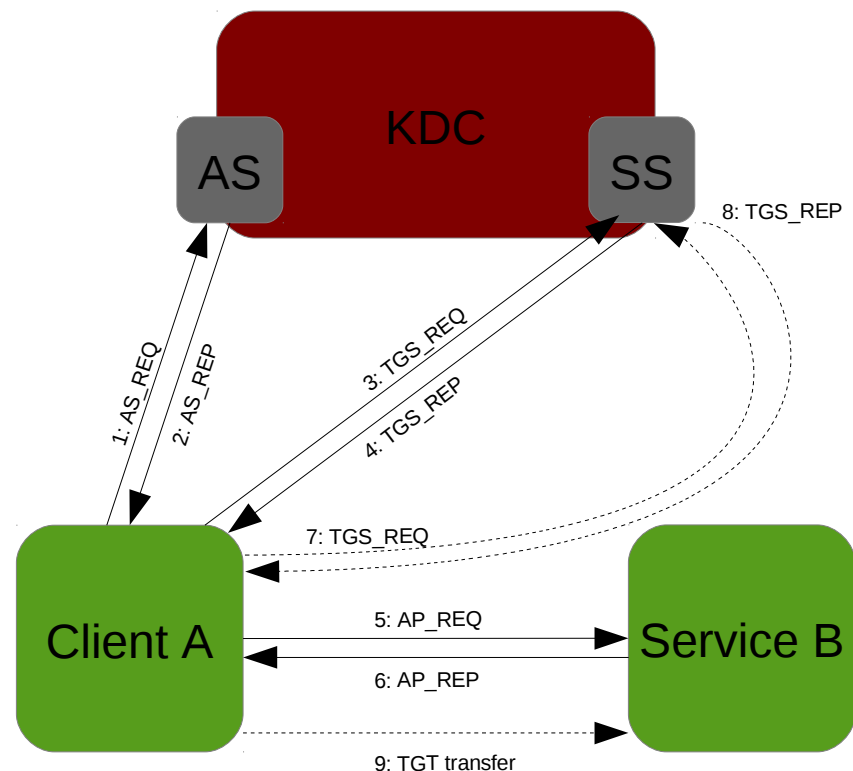 KDC
AS
SS
8: TGS_REP
1: AS_REQ
2: AS_REP
3: TGS_REQ
4: TGS_REP
7: TGS_REQ
Client A
5: AP_REQ
6: AP_REP
Service B
9: TGT transfer